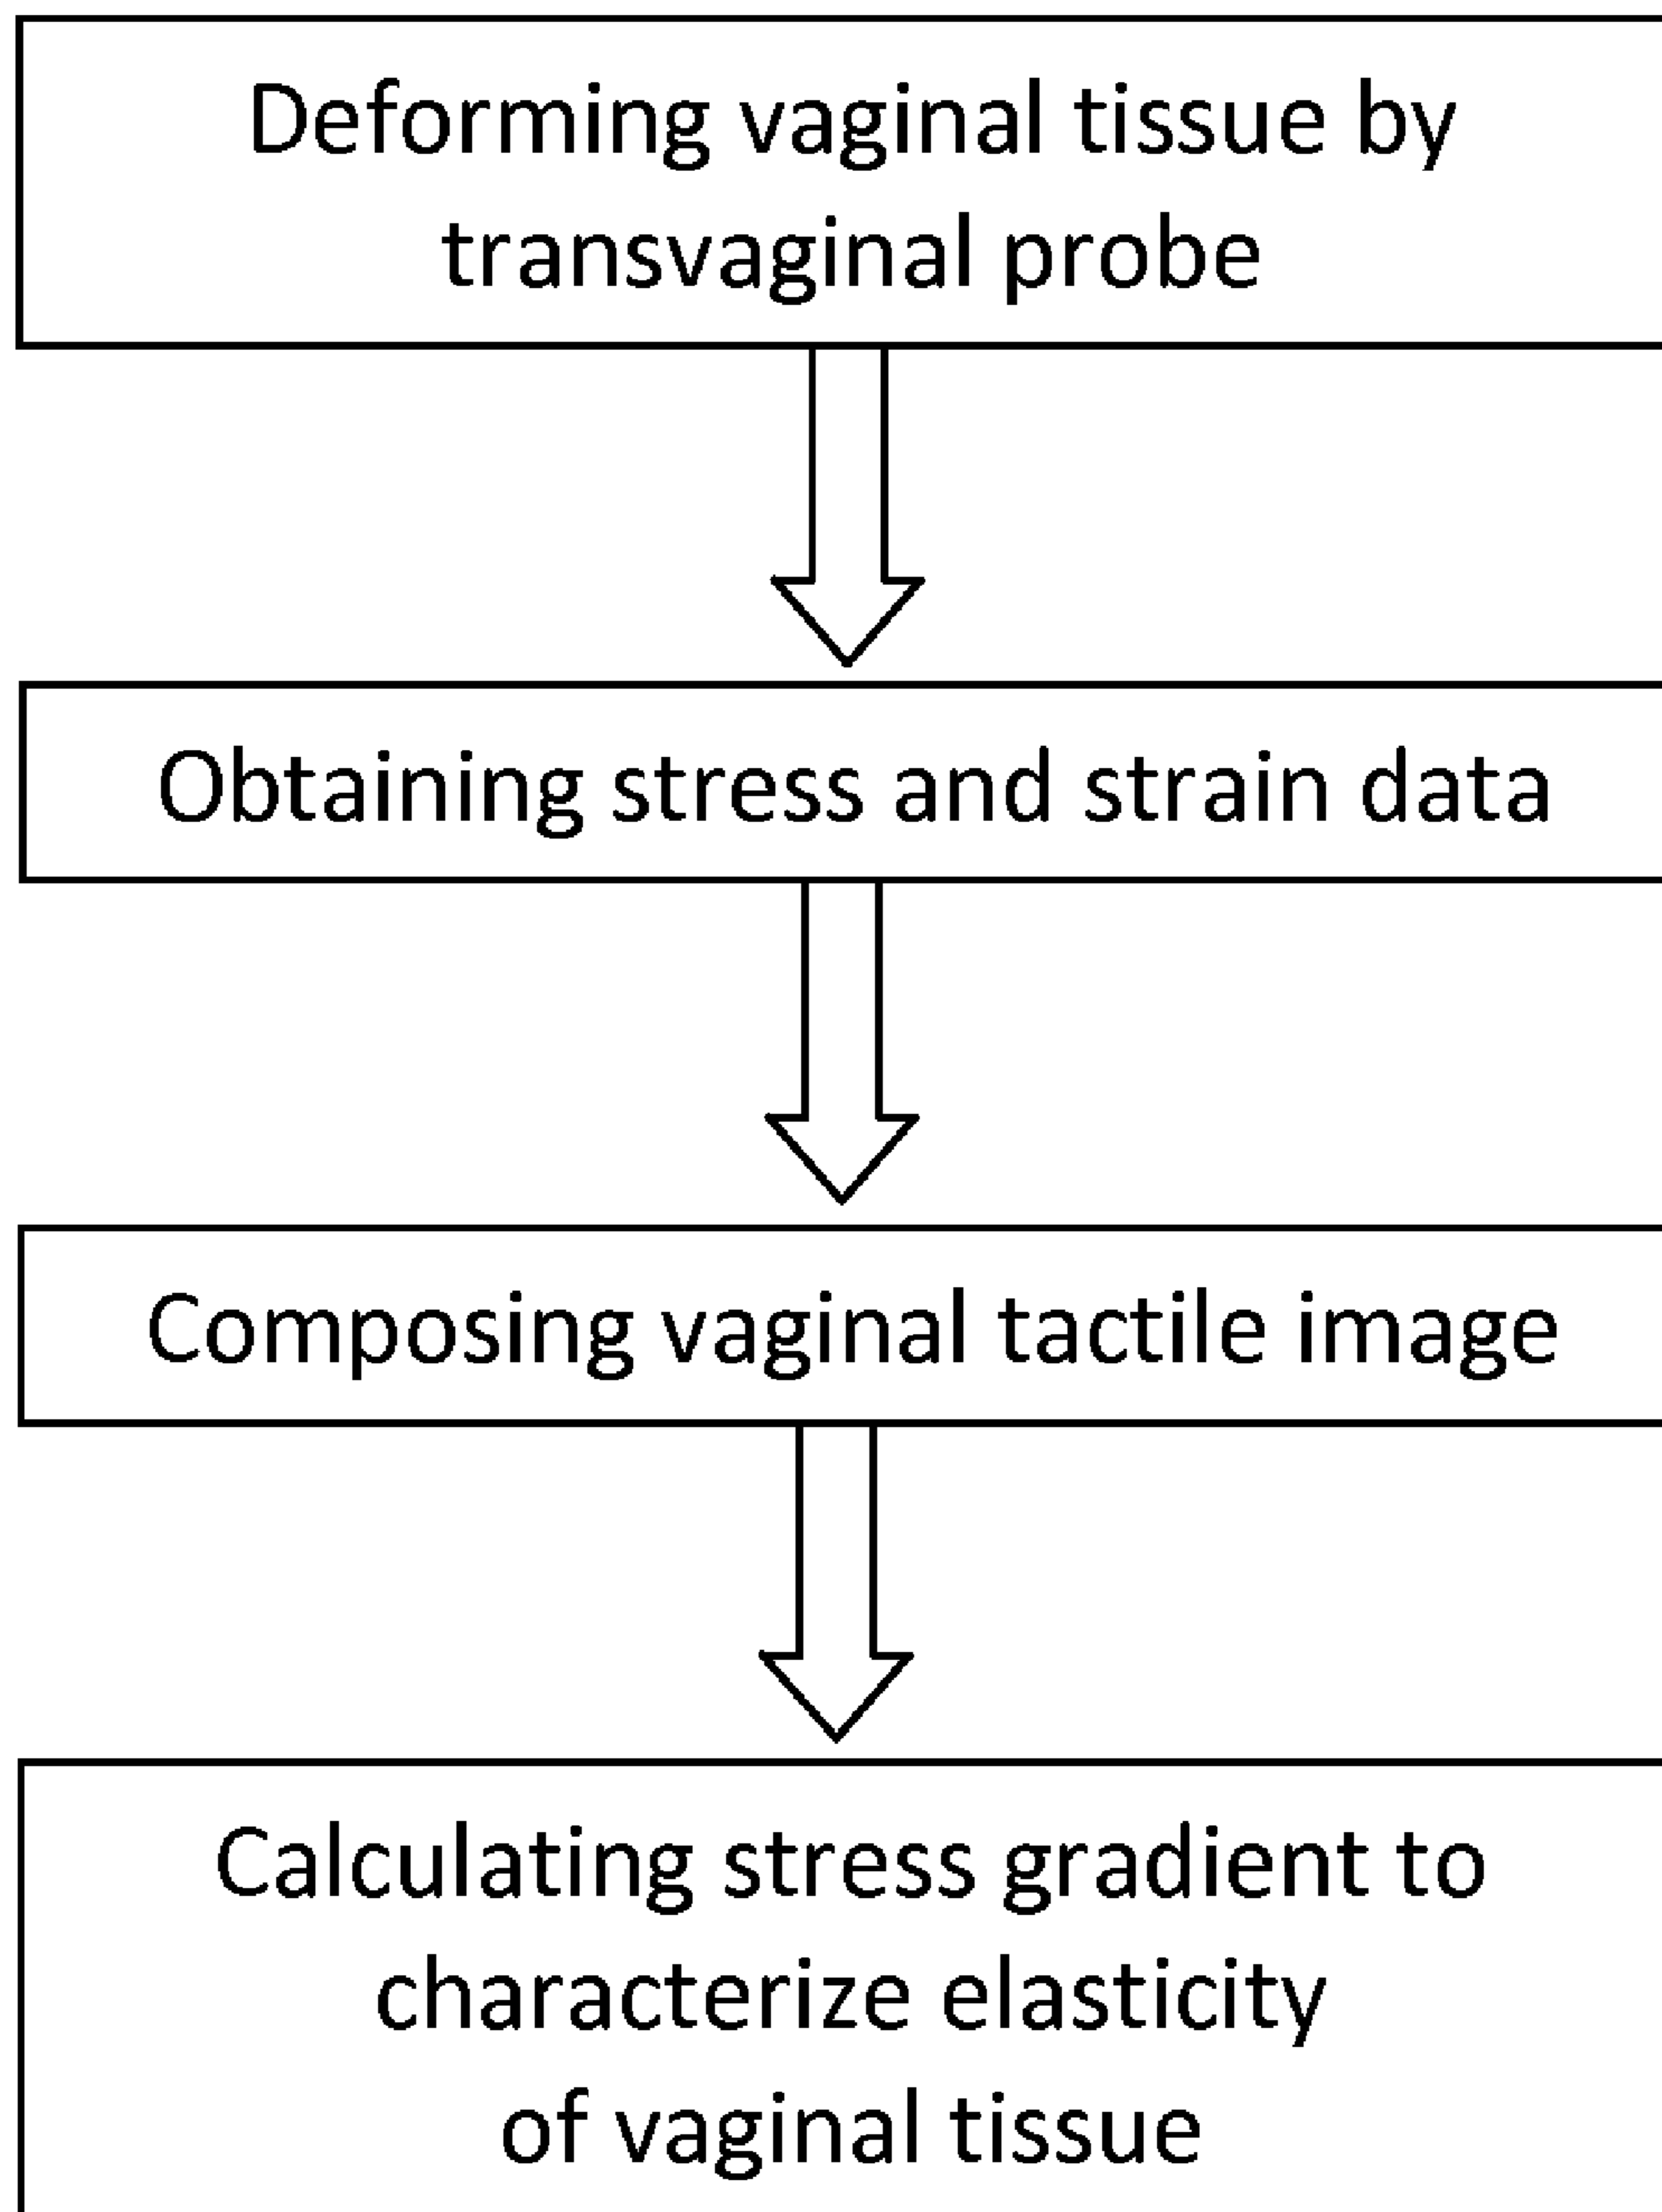 Deforming vaginal tissue by
transvaginal probe
Obtaining stress and strain data
Composing vaginal tactile image
Calculating stress gradient to
characterize elasticity
of vaginal tissue